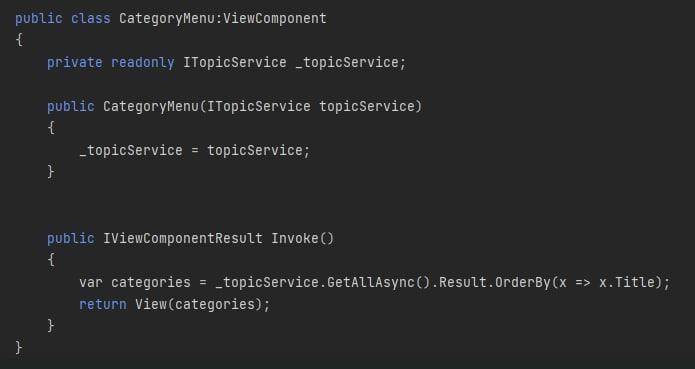 public class CategoryMenu:ViewComponent
{
    private readonly ITopicService _topicService;
    public CategoryMenu(ITopicService topicService)
    {
        _topicService = topicService;
    }
    public IViewComponentResult Invoke()
    {
        var categories = _topicService.GetAllAsync().Result.OrderBy(x => x.Title);
        return View(categories);
    }
}